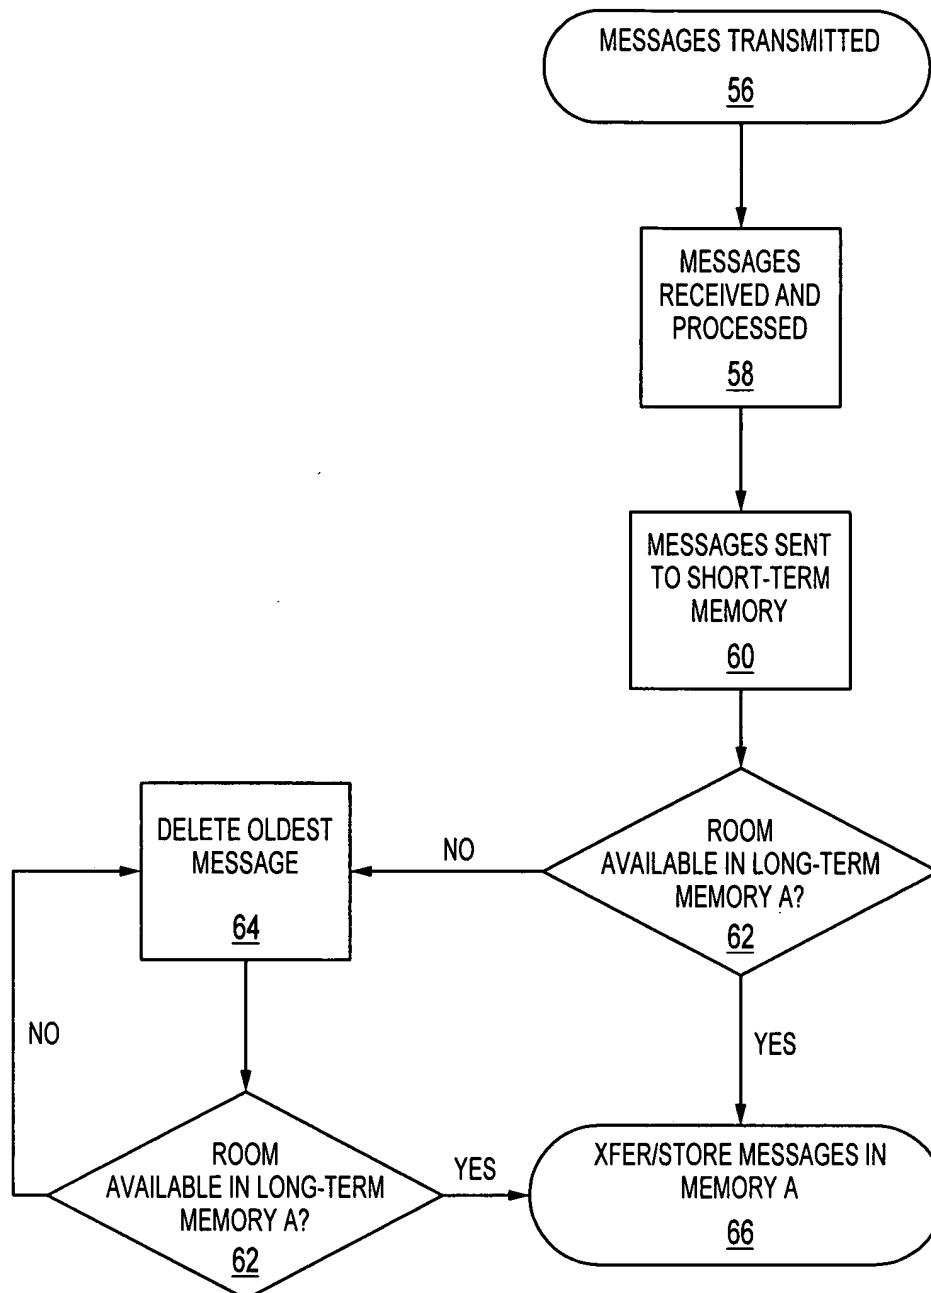 MESSAGES TRANSMITTED
56
MESSAGES
RECEIVED AND
PROCESSED
58
MESSAGES SENT
TO SHORT-TERM
MEMORY
60
ROOM
AVAILABLE IN LONG-TERM
MEMORY A?
62
NO
YES
DELETE OLDEST
MESSAGE
64
NO
ROOM
AVAILABLE IN LONG-TERM
MEMORY A?
62
YES
XFER/STORE MESSAGES IN
MEMORY A
66